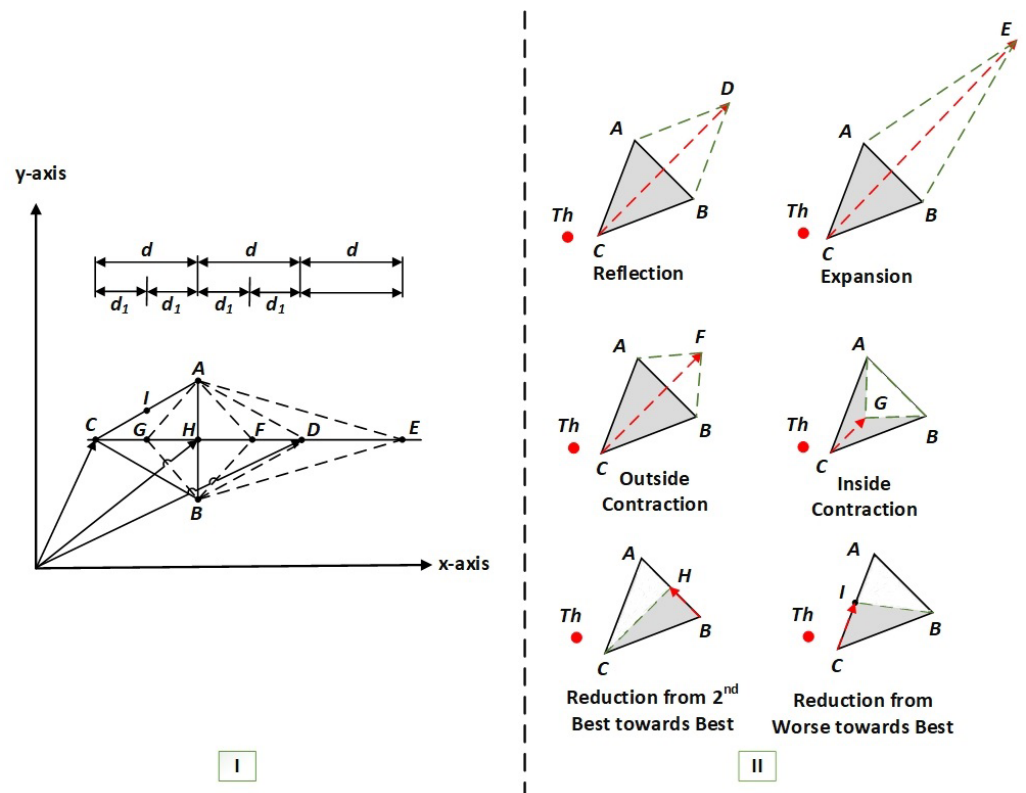 y-axis
d d d
d1 d1 d1 d1
A
I
C G H F D E
B
x-axis
I
D
A
B
Th
C
Reflection
E
A
B
Th
C
Expansion
F
A
B
Th
C
Outside
Contraction
A
G
B
Th
C
Inside
Contraction
A
H
Th
B
C
Reduction from 2nd
Best towards Best
A
I
Th
B
C
Reduction from
Worse towards Best
II